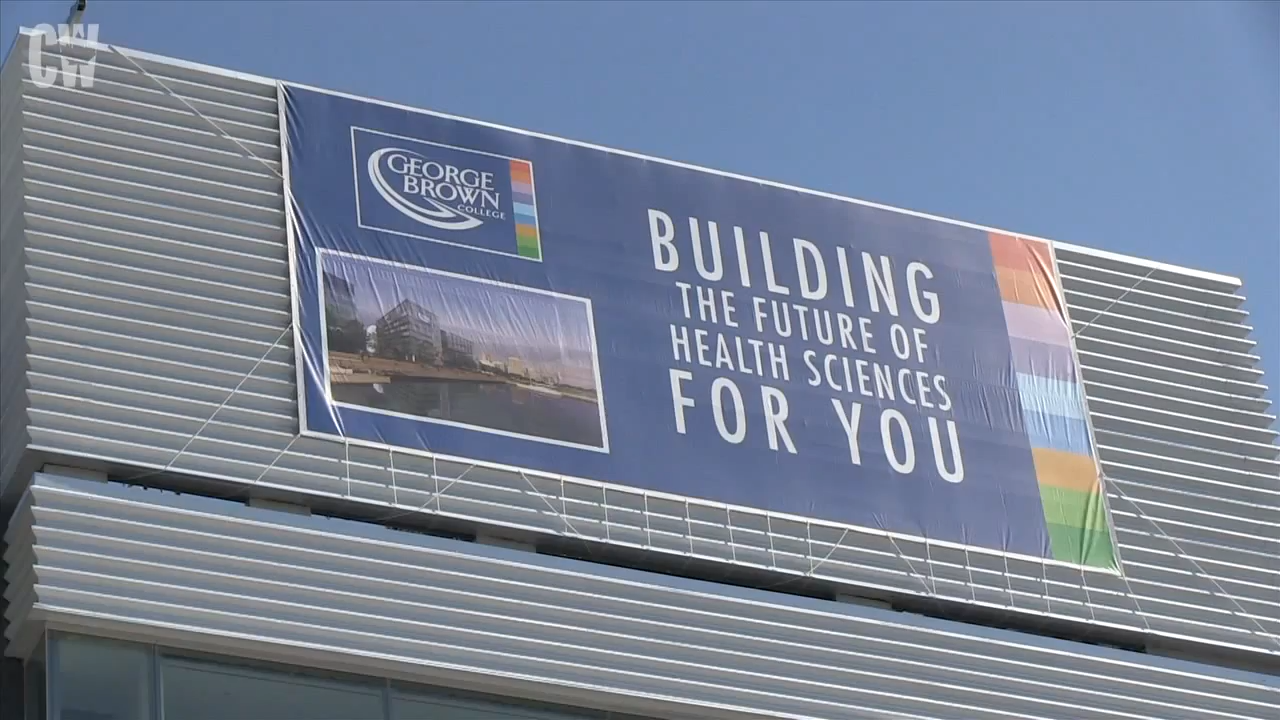 CW
GEORGE
BROWN
COLLEGE
BUILDING
THE FUTURE OF
HEALTH SCIENCES
FOR YOU